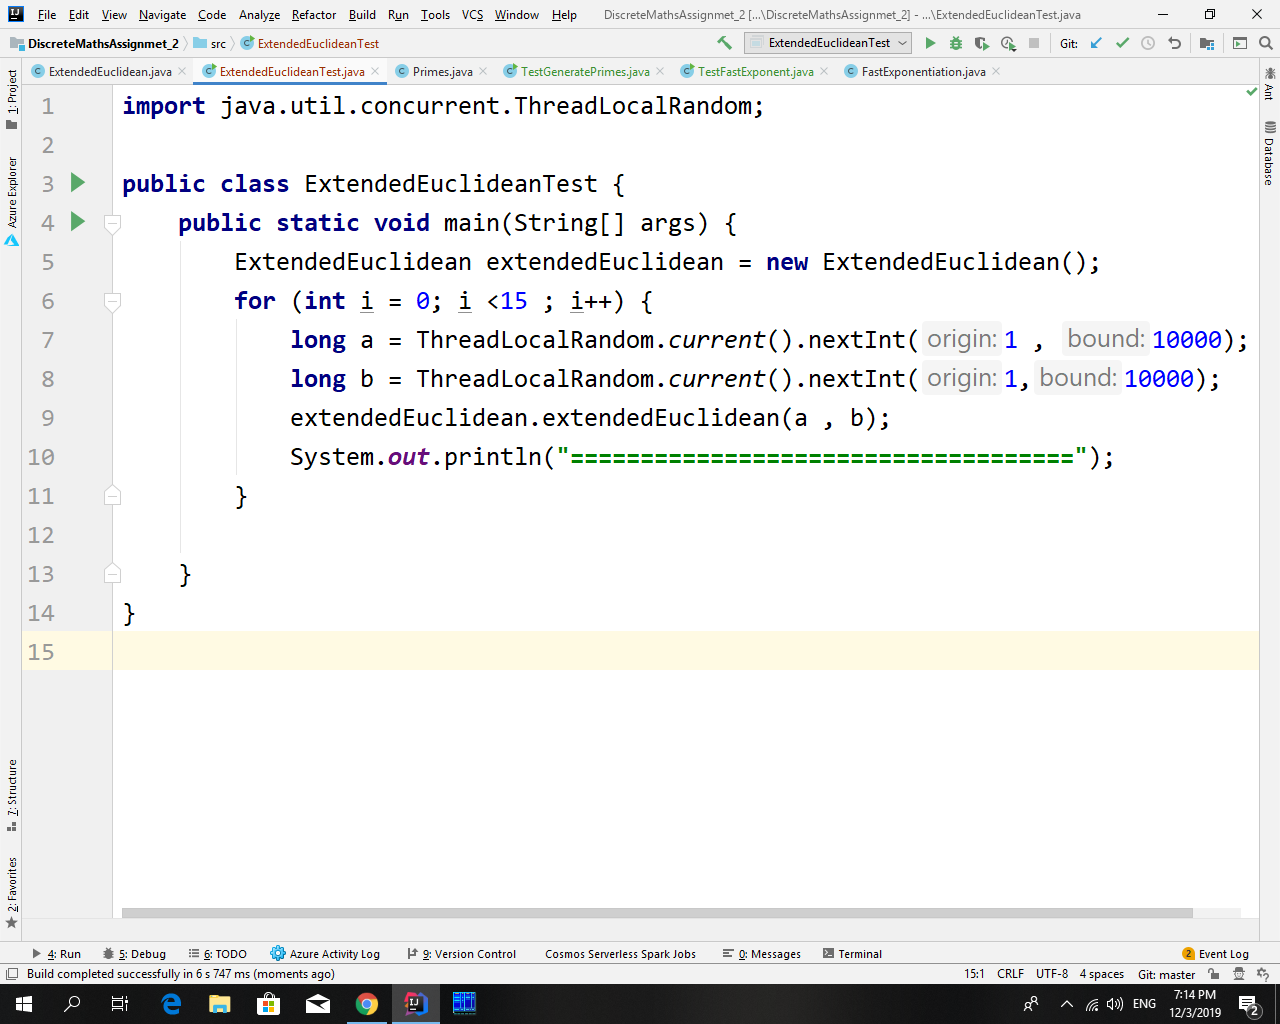 File Edit View Navigate Code Analyze Refactor Build Run Tools VCS Window Help DiscreteMathsAssignmet_2 [...\DiscreteMathsAssignmet_2] - ...\ExtendedEuclideanTest.java
DiscreteMathsAssignmet_2 src ExtendedEuclideanTest ExtendedEuclideanTest Git:
ExtendedEuclidean.java ExtendedEuclideanTest.java Primes.java TestGeneratePrimes.java TestFastExponent.java FastExponentiation.java
1: Project
Azure Explorer
7: Structure
2: Favorites
Ant
Database
1 import java.util.concurrent.ThreadLocalRandom;
2
3 public class ExtendedEuclideanTest {
4 public static void main(String[] args) {
5 ExtendedEuclidean extendedEuclidean = new ExtendedEuclidean();
6 for (int i = 0; i <15 ; i++) {
7 long a = ThreadLocalRandom.current().nextInt( origin: 1 , bound: 10000);
8 long b = ThreadLocalRandom.current().nextInt( origin: 1, bound: 10000);
9 extendedEuclidean.extendedEuclidean(a , b);
10 System.out.println("====================================");
11 }
12
13 }
14 }
15
4: Run 5: Debug 6: TODO Azure Activity Log 9: Version Control Cosmos Serverless Spark Jobs 0: Messages Terminal 2 Event Log
Build completed successfully in 6 s 747 ms (moments ago) 15:1 CRLF UTF-8 4 spaces Git: master
ENG 7:14 PM 2
12/3/2019